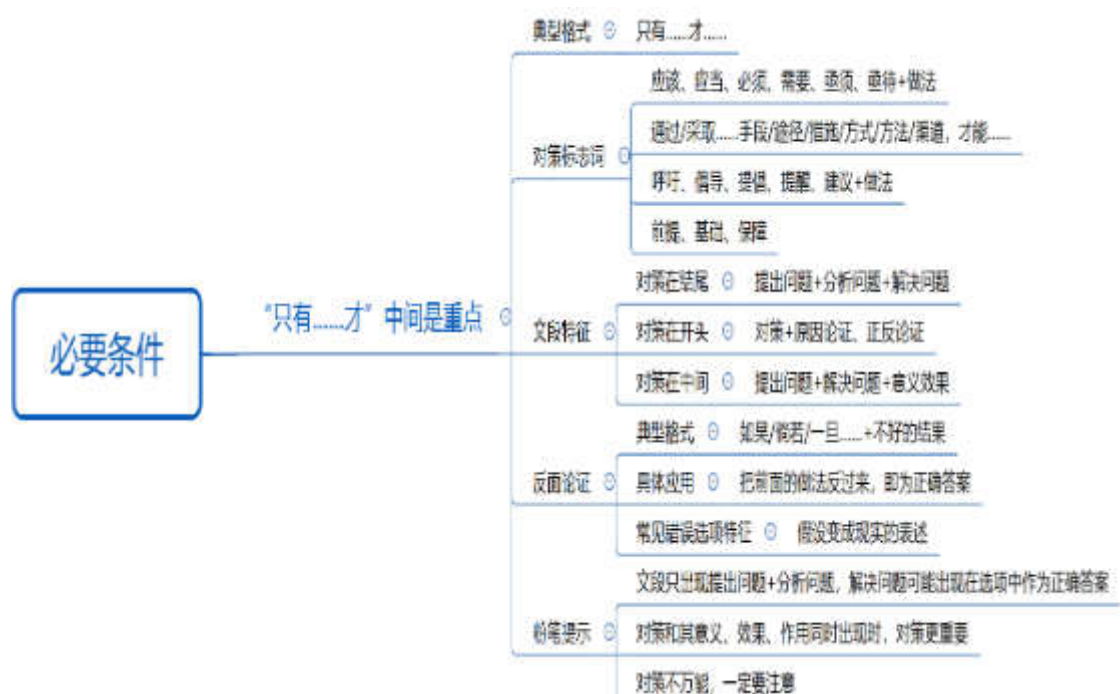 必要条件
“只有……才”中间是重点
典型格式
只有……才……
对策标志词
应该、应当、必须、需要、亟须、亟待+做法
通过/采取……手段/途径/措施/方式/方法/渠道，才能……
呼吁、倡导、提倡、提醒、建议+做法
前提、基础、保障
文段特征
对策在结尾
提出问题+分析问题+解决问题
对策在开头
对策+原因论证、正反论证
对策在中间
提出问题+解决问题+意义效果
反面论证
典型格式
如果/倘若/一旦……+不好的结果
具体应用
把前面的做法反过来，即为正确答案
常见错误选项特征
假设变成现实的表述
粉笔提示
文段只出现提出问题+分析问题，解决问题可能出现在选项中作为正确答案
对策和其意义、效果、作用同时出现时，对策更重要
对策不万能，一定要注意